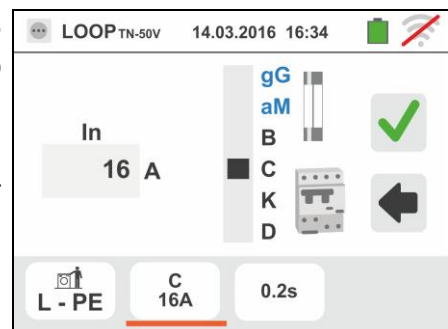 LOOP TN-50V 14.03.2016 16:34
gG
aM
In
B
16 A
C
K
D
L - PE
C
16A
0.2s